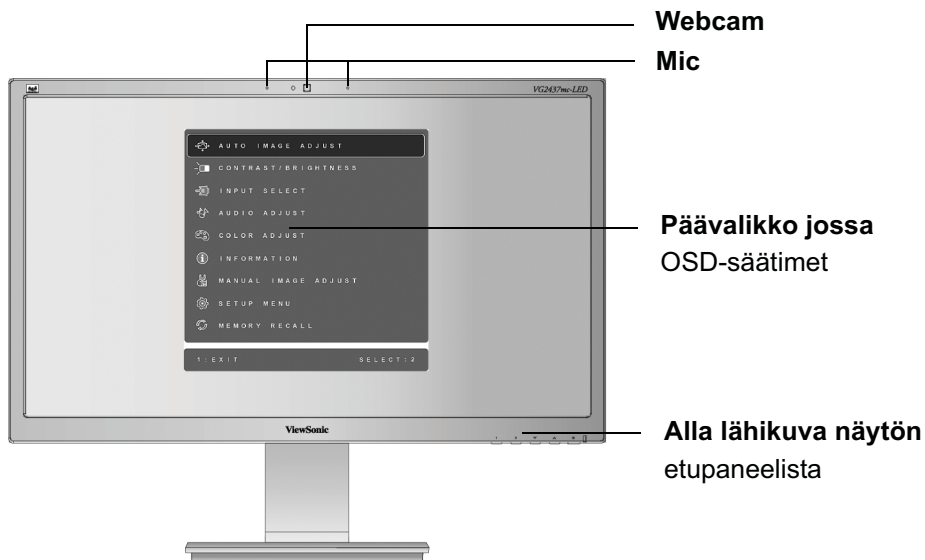 Webcam
Mic
VG2437mc-LED
AUTO IMAGE ADJUST
CONTRAST/BRIGHTNESS
INPUT SELECT
AUDIO ADJUST
COLOR ADJUST
INFORMATION
MANUAL IMAGE ADJUST
SETUP MENU
MEMORY RECALL
1:EXIT SELECT:2
Päävalikko jossa
OSD-säätimet
ViewSonic
Alla lähikuva näytön
etupaneelista